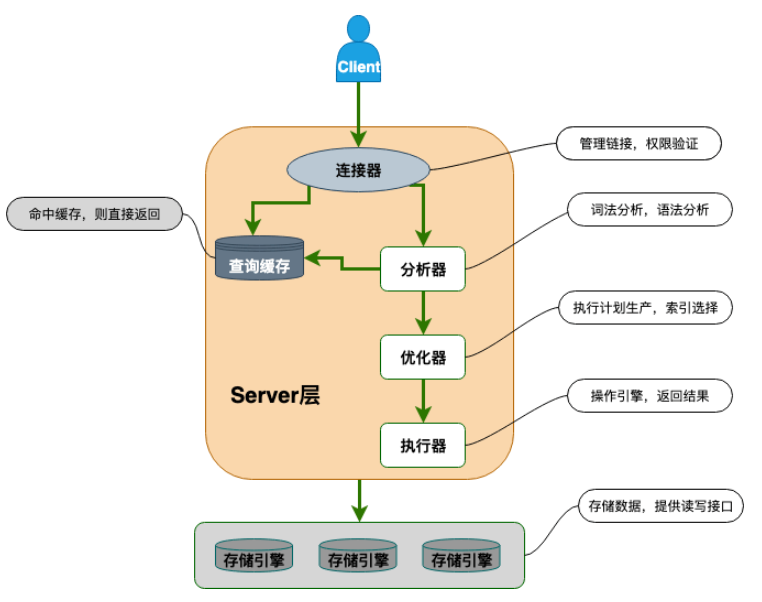 Client
连接器
管理链接，权限验证
命中缓存，则直接返回
词法分析，语法分析
查询缓存
分析器
执行计划生产，索引选择
优化器
Server层
操作引擎，返回结果
执行器
存储数据，提供读写接口
存储引擎
存储引擎
存储引擎